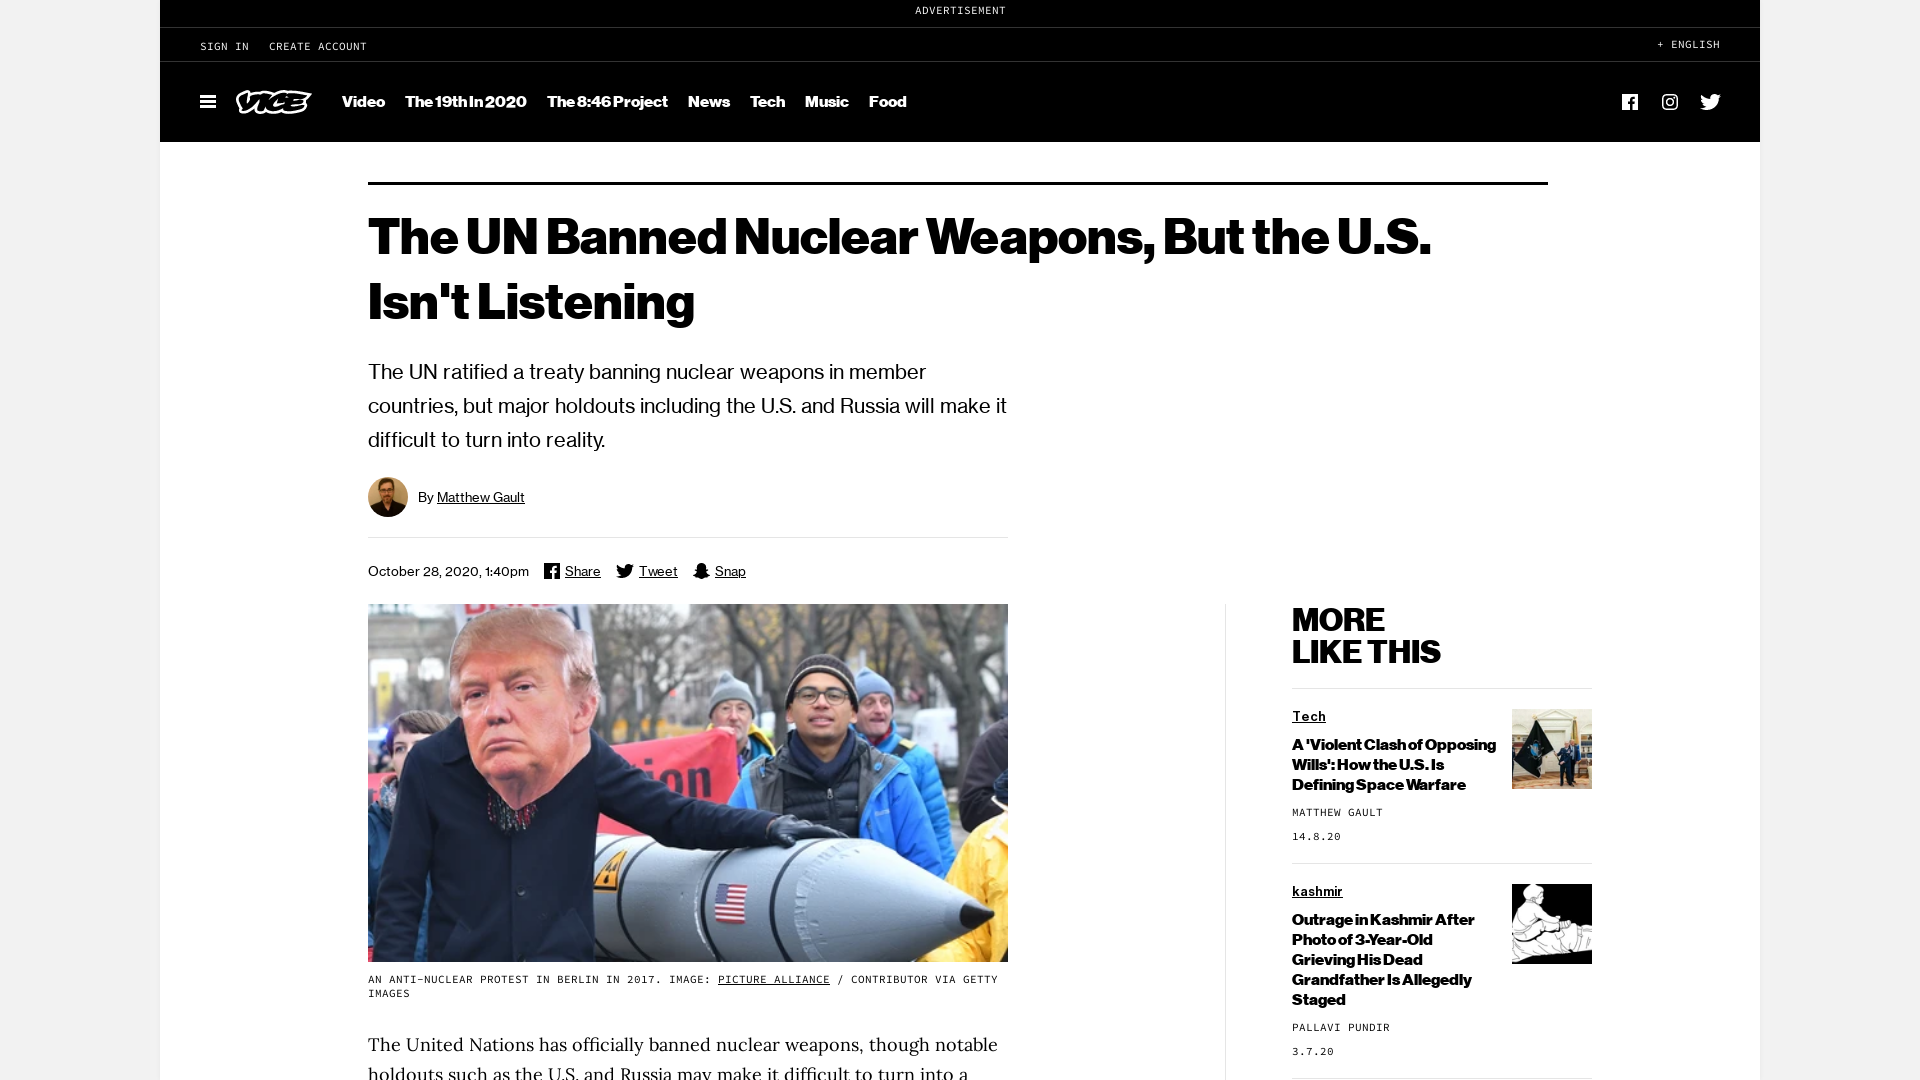 ADVERTISEMENT
SIGN IN CREATE ACCOUNT + ENGLISH
VICE Video The 19th In 2020 The 8:46 Project News Tech Music Food
The UN Banned Nuclear Weapons, But the U.S.
Isn't Listening
The UN ratified a treaty banning nuclear weapons in member
countries, but major holdouts including the U.S. and Russia will make it
difficult to turn into reality.
By Matthew Gault
October 28, 2020, 1:40pm Share Tweet Snap
AN ANTI-NUCLEAR PROTEST IN BERLIN IN 2017. IMAGE: PICTURE ALLIANCE / CONTRIBUTOR VIA GETTY
IMAGES
The United Nations has officially banned nuclear weapons, though notable
holdouts such as the U.S. and Russia may make it difficult to turn into a
MORE
LIKE THIS
Tech
A 'Violent Clash of Opposing
Wills': How the U.S. Is
Defining Space Warfare
MATTHEW GAULT
14.8.20
kashmir
Outrage in Kashmir After
Photo of 3-Year-Old
Grieving His Dead
Grandfather Is Allegedly
Staged
PALLAVI PUNDIR
3.7.20